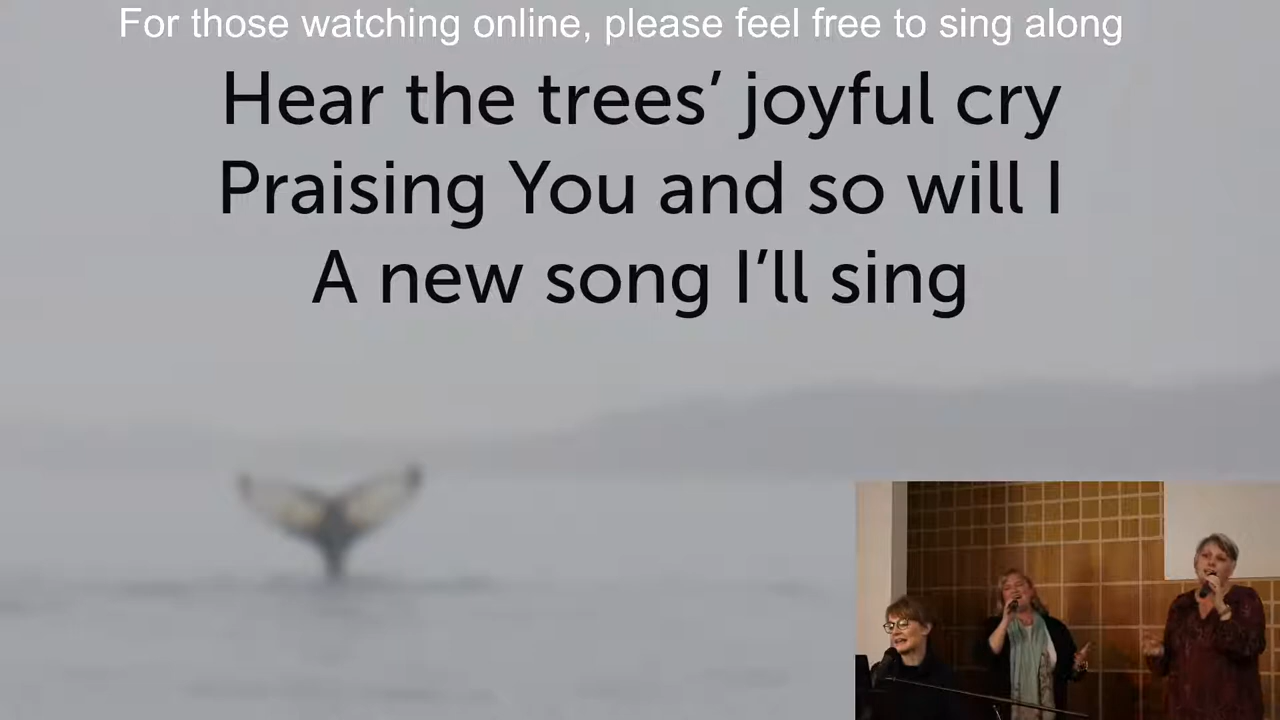 For those watching online, please feel free to sing along
Hear the trees’ joyful cry
Praising You and so will I
A new song I’ll sing